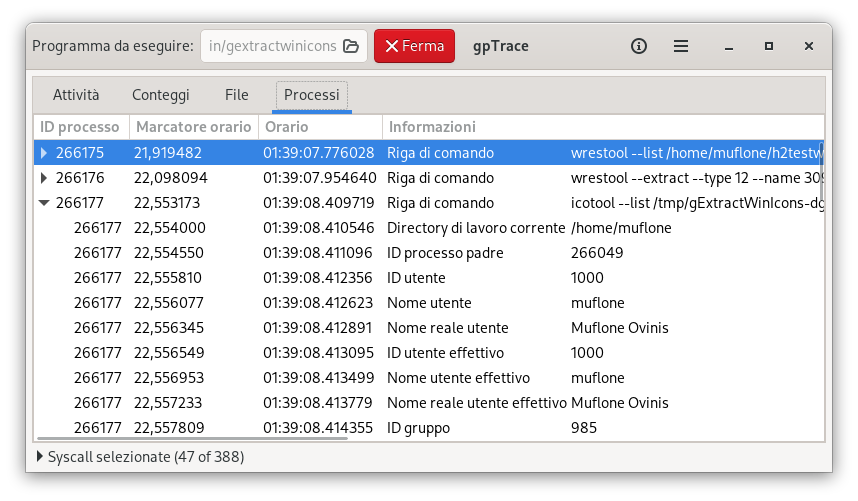 Programma da eseguire: in/gextractwinicons Ferma gpTrace
Attività Conteggi File Processi
ID processo Marcatore orario Orario Informazioni
266175 21,919482 01:39:07.776028 Riga di comando wrestool --list /home/muflone/h2testw
266176 22,098094 01:39:07.954640 Riga di comando wrestool --extract --type 12 --name 309
266177 22,553173 01:39:08.409719 Riga di comando icotool --list /tmp/gExtractWinIcons-dg
266177 22,554000 01:39:08.410546 Directory di lavoro corrente /home/muflone
266177 22,554550 01:39:08.411096 ID processo padre 266049
266177 22,555810 01:39:08.412356 ID utente 1000
266177 22,556077 01:39:08.412623 Nome utente muflone
266177 22,556345 01:39:08.412891 Nome reale utente Muflone Ovinis
266177 22,556549 01:39:08.413095 ID utente effettivo 1000
266177 22,556953 01:39:08.413499 Nome utente effettivo muflone
266177 22,557233 01:39:08.413779 Nome reale utente effettivo Muflone Ovinis
266177 22,557809 01:39:08.414355 ID gruppo 985
Syscall selezionate (47 of 388)